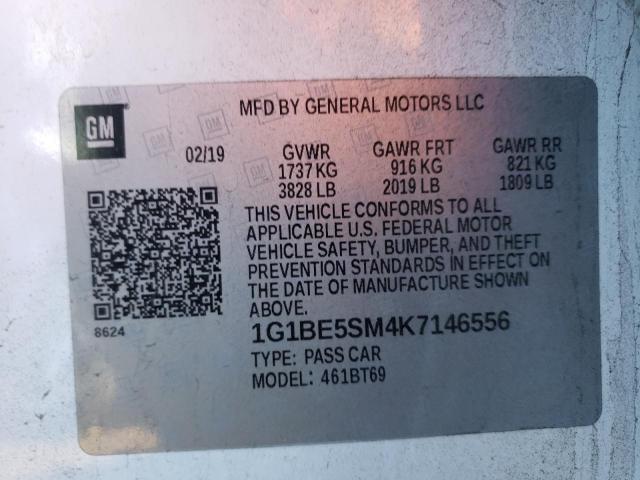 GM
MFD BY GENERAL MOTORS LLC
02/19 GVWR GAWR FRT GAWR RR
1737 KG 916 KG 821 KG
3828 LB 2019 LB 1809 LB
THIS VEHICLE CONFORMS TO ALL
APPLICABLE U.S. FEDERAL MOTOR
VEHICLE SAFETY, BUMPER, AND THEFT
PREVENTION STANDARDS IN EFFECT ON
THE DATE OF MANUFACTURE SHOWN
ABOVE.
8624
1G1BE5SM4K7146556
TYPE: PASS CAR
MODEL: 461BT69